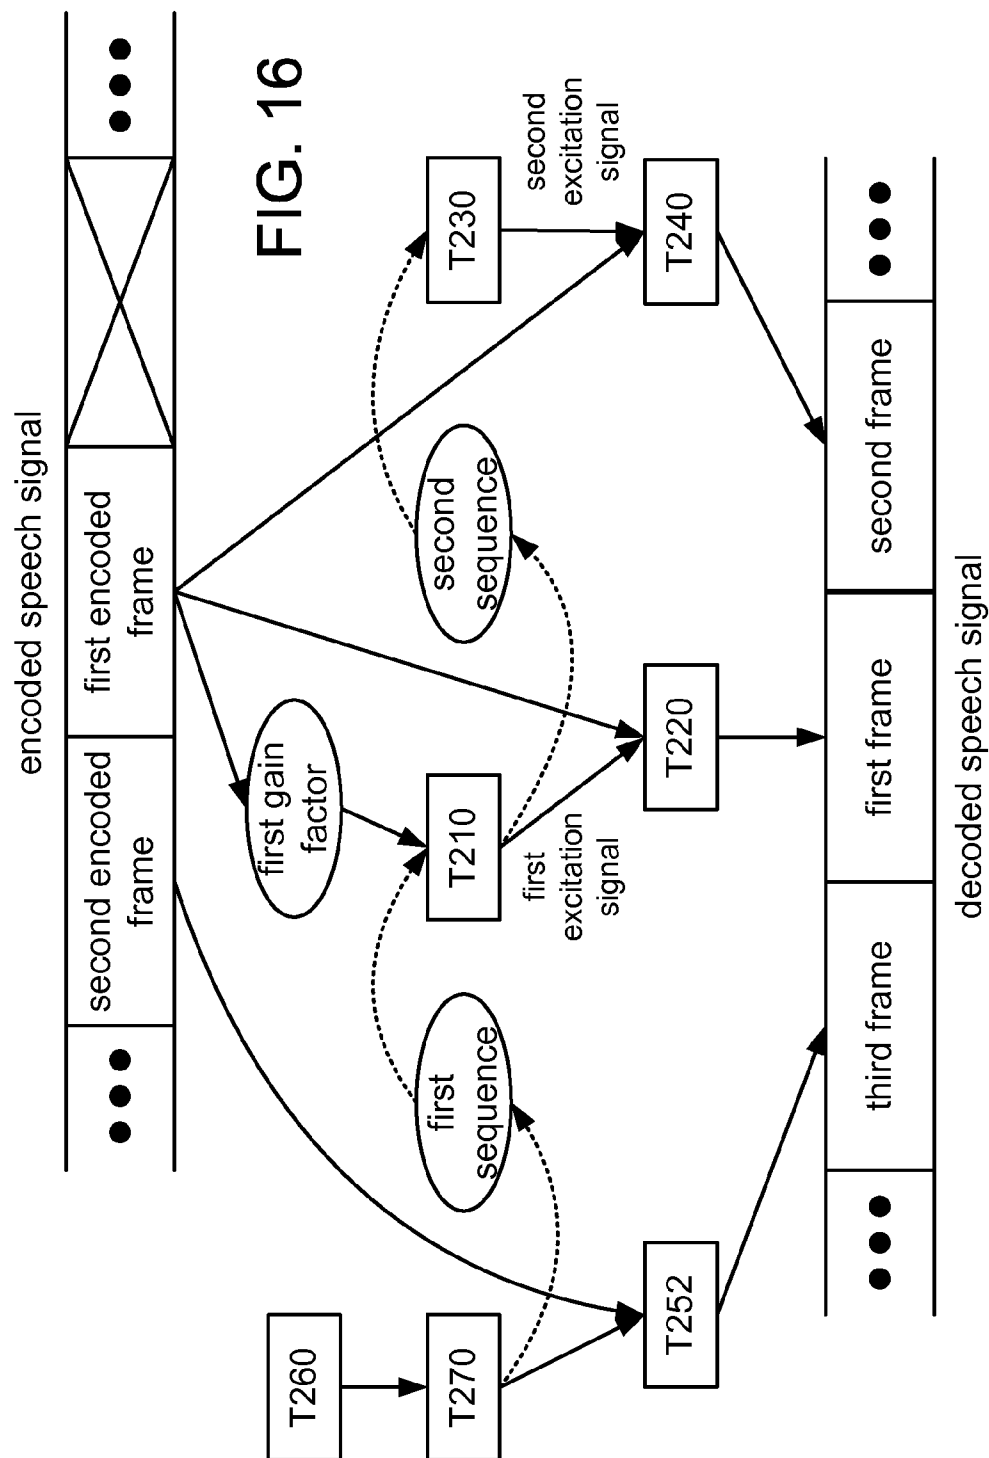 encoded speech signal
second encoded
frame
first encoded
frame
FIG. 16
first gain
factor
T260
T270
first
sequence
T210
second
sequence
T230
first
excitation
signal
second
excitation
signal
T252
T220
T240
third frame
first frame
second frame
decoded speech signal